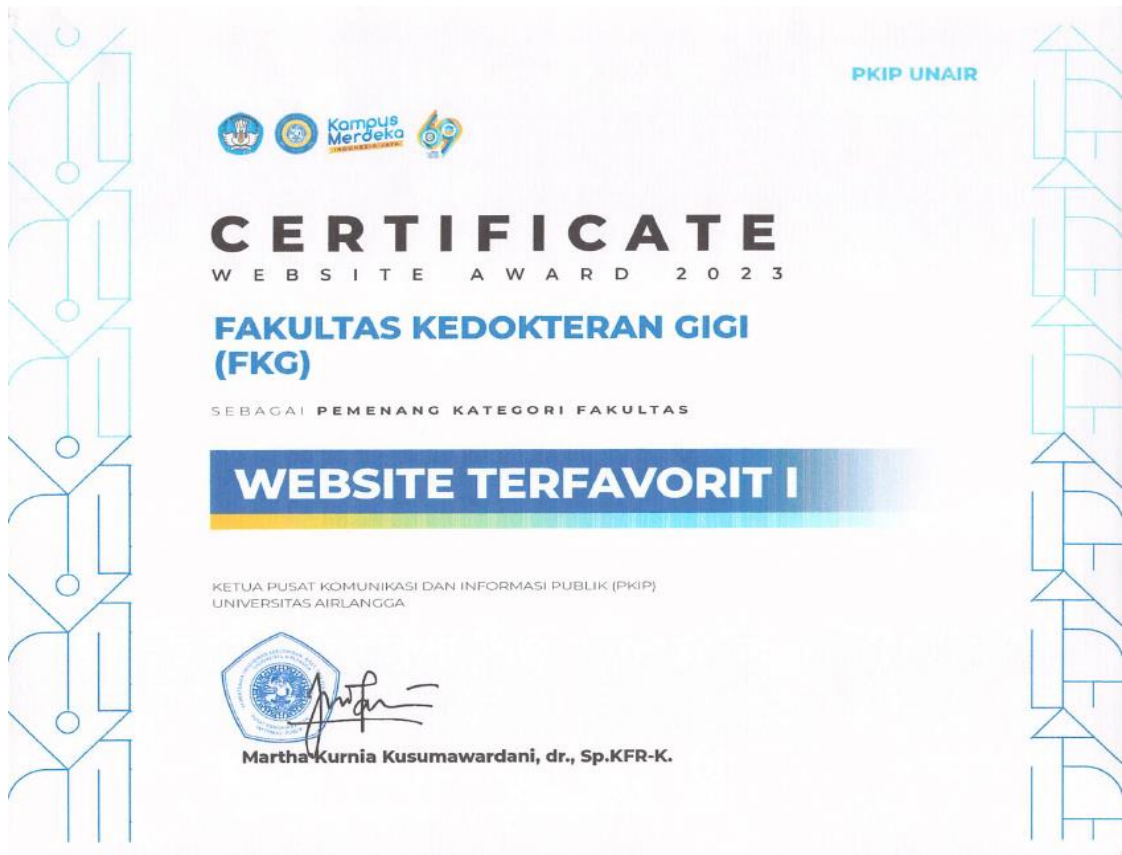 PKIP UNAIR
Kampus
Merdeka
INDONESIA JAYA
69
CERTIFICATE
WEBSITE AWARD 2023
FAKULTAS KEDOKTERAN GIGI
(FKG)
SEBAGAI PEMENANG KATEGORI FAKULTAS
WEBSITE TERFAVORIT I
KETUA PUSAT KOMUNIKASI DAN INFORMASI PUBLIK (PKIP)
UNIVERSITAS AIRLANGGA
Martha Kurnia Kusumawardani, dr., Sp.KFR-K.